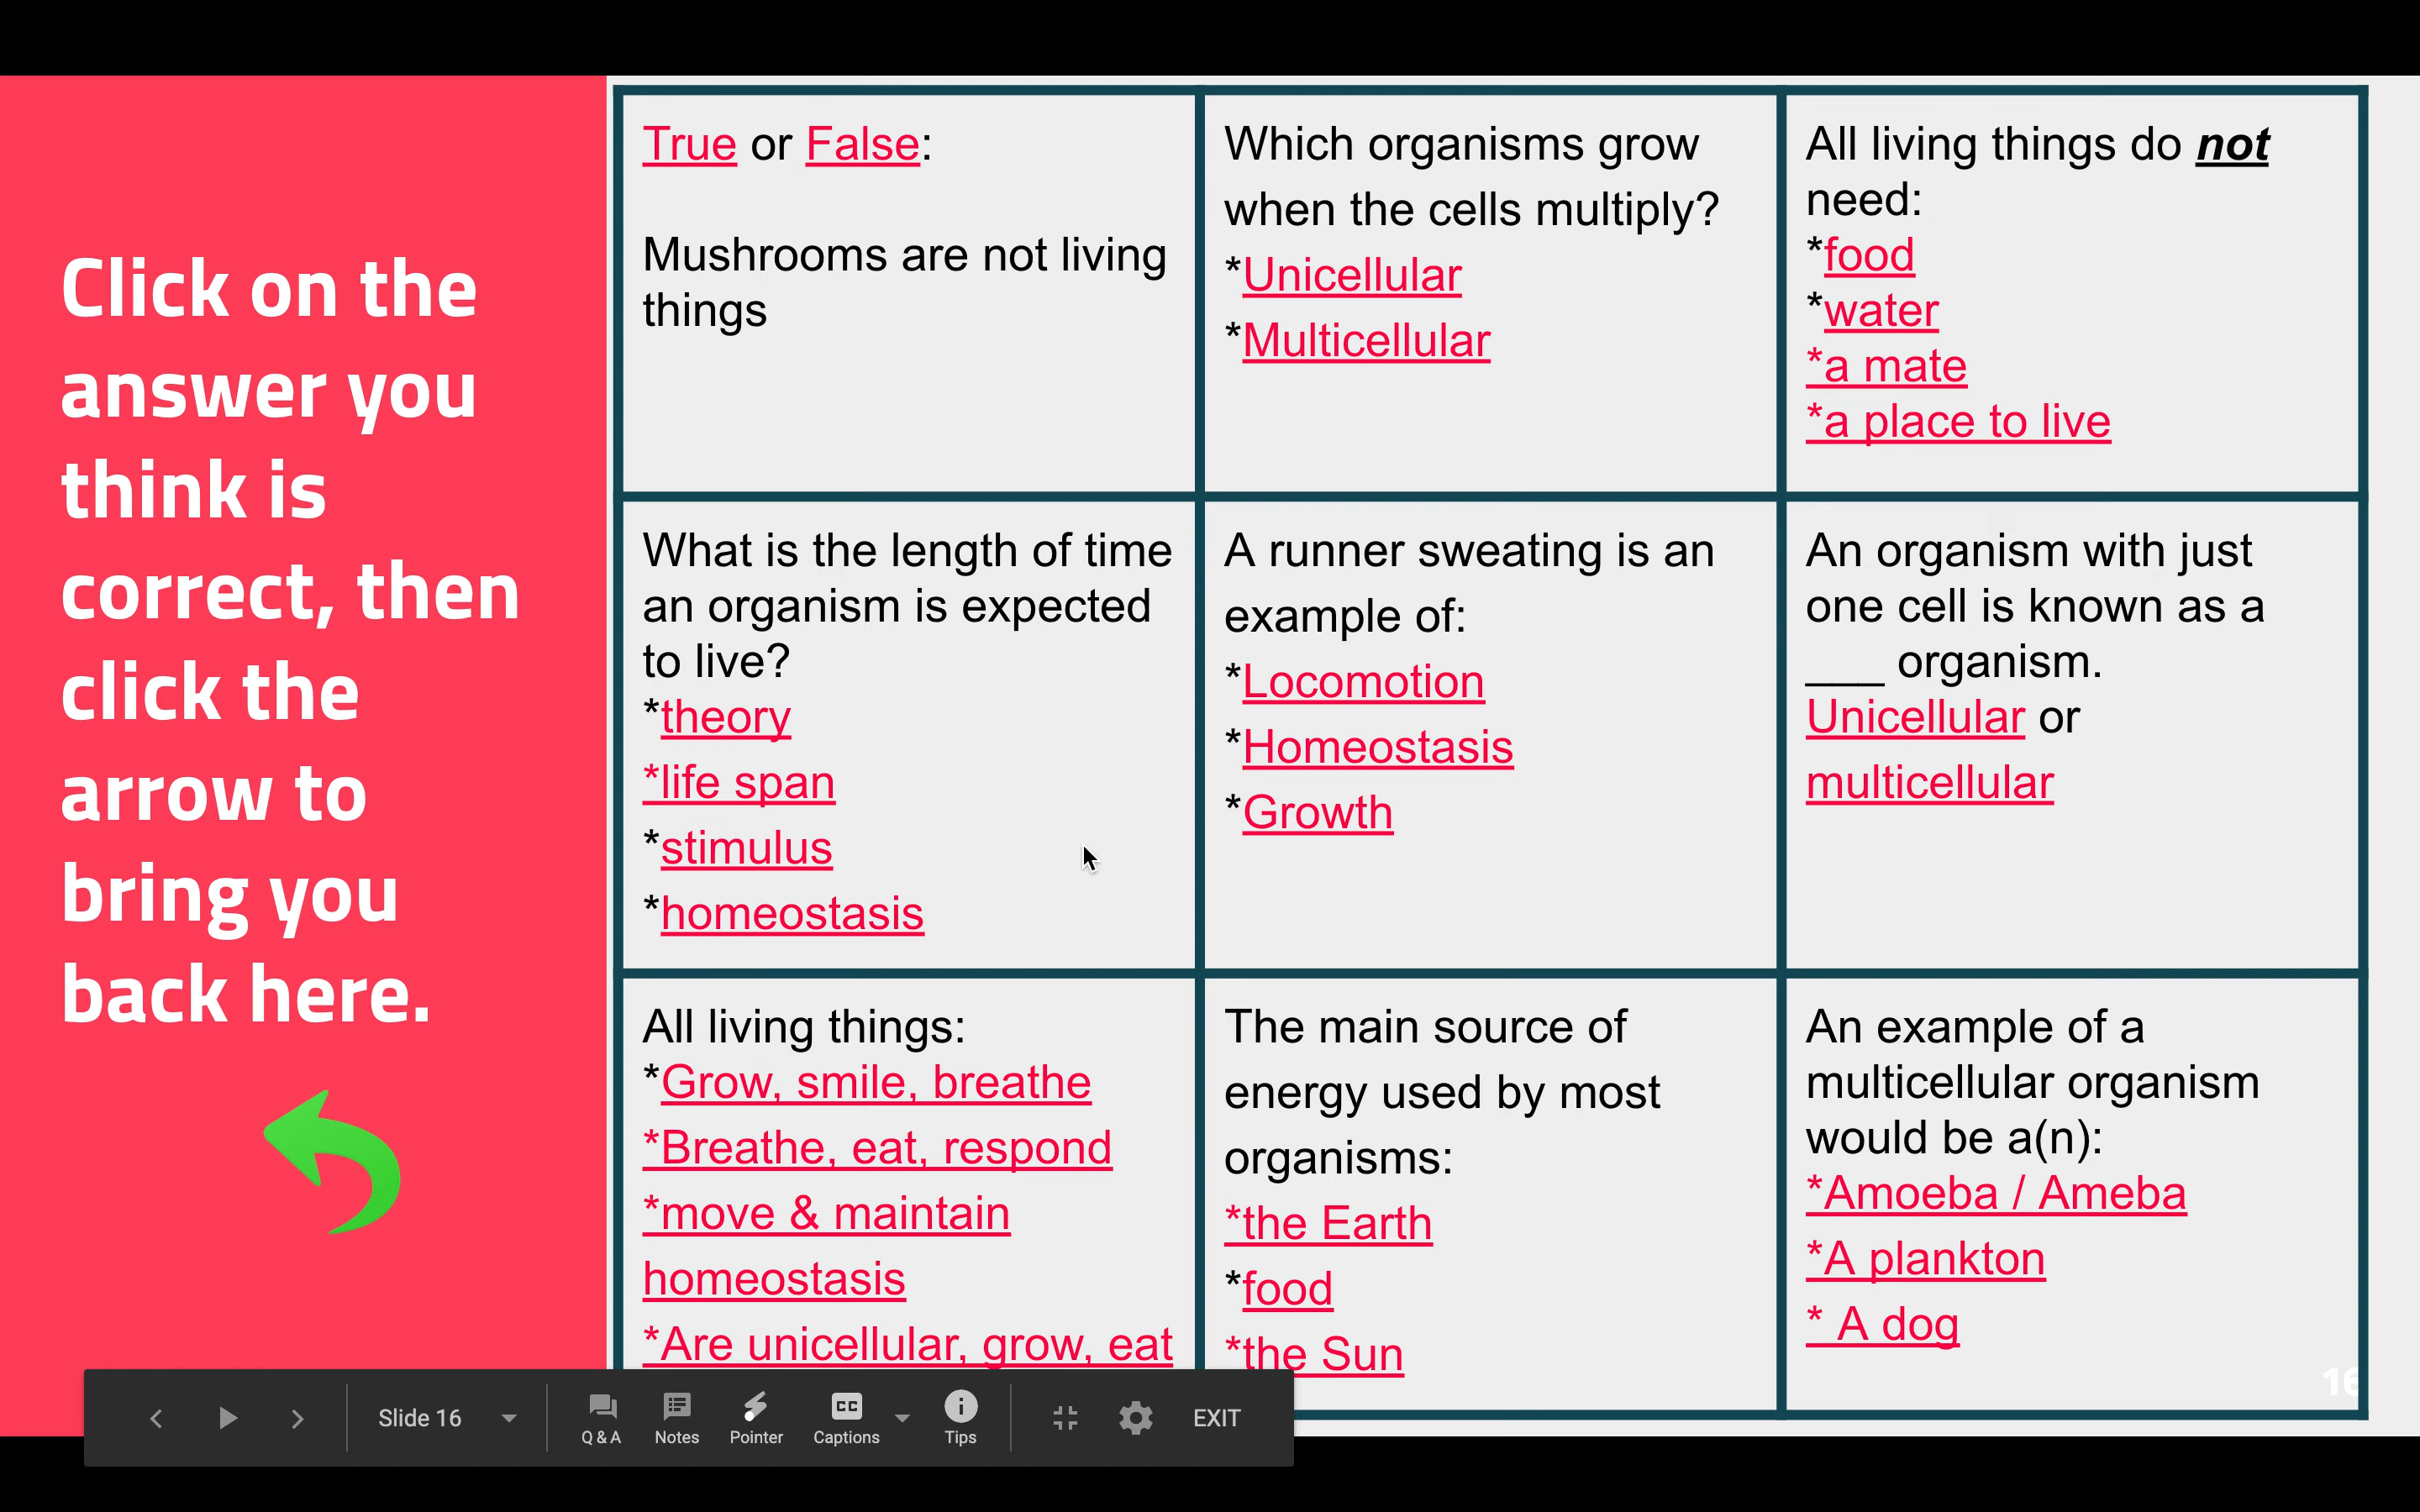 Click on the
answer you
think is
correct, then
click the
arrow to
bring you
back here.
True or False:
Mushrooms are not living
things
Which organisms grow
when the cells multiply?
*Unicellular
*Multicellular
All living things do not
need:
*food
*water
*a mate
*a place to live
What is the length of time
an organism is expected
to live?
*theory
*life span
*stimulus
*homeostasis
A runner sweating is an
example of:
*Locomotion
*Homeostasis
*Growth
An organism with just
one cell is known as a
___ organism.
Unicellular or
multicellular
All living things:
*Grow, smile, breathe
*Breathe, eat, respond
*move & maintain
homeostasis
*Are unicellular, grow, eat
The main source of
energy used by most
organisms:
*the Earth
*food
*the Sun
An example of a
multicellular organism
would be a(n):
*Amoeba / Ameba
*A plankton
* A dog
16
Slide 16
Q & A
Notes
Pointer
CC
Captions
Tips
EXIT